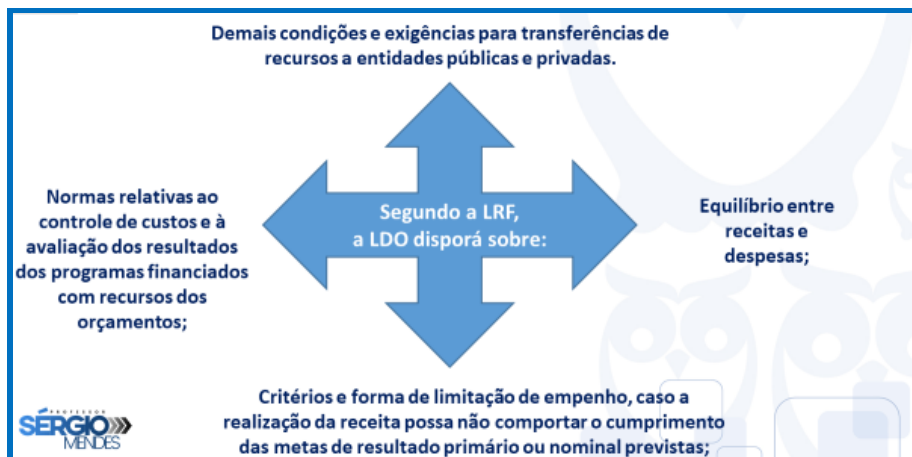 Demais condições e exigências para transferências de
recursos a entidades públicas e privadas.
Normas relativas ao
controle de custos e à
avaliação dos resultados
dos programas financiados
com recursos dos
orçamentos;
Segundo a LRF,
a LDO disporá sobre:
Equilíbrio entre
receitas e
despesas;
Critérios e forma de limitação de empenho, caso a
realização da receita possa não comportar o cumprimento
das metas de resultado primário ou nominal previstas;
PROFESSOR
SÉRGIO
MENDES